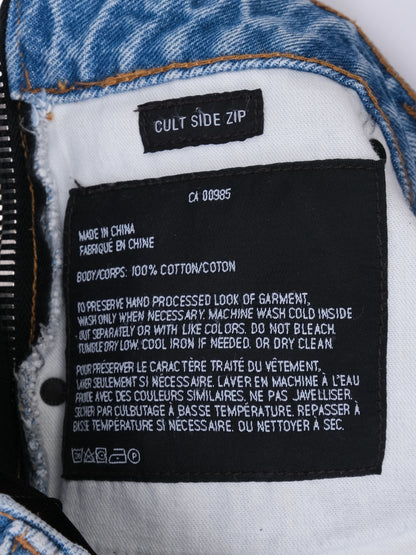 CULT SIDE ZIP
CA 00985
MADE IN CHINA
FABRIQUÉ EN CHINE
BODY/CORPS: 100% COTTON/COTON
TO PRESERVE HAND PROCESSED LOOK OF GARMENT,
WASH ONLY WHEN NECESSARY. MACHINE WASH COLD INSIDE
OUT SEPARATELY OR WITH LIKE COLORS. DO NOT BLEACH.
TUMBLE DRY LOW. COOL IRON IF NEEDED. OR DRY CLEAN.
POUR PRÉSERVER LE CARACTÈRE TRAITÉ DU VÊTEMENT,
LAVER SEULEMENT SI NÉCESSAIRE. LAVER EN MACHINE À L'EAU
FROIDE AVEC DES COULEURS SIMILAIRES. NE PAS JAVELLISER.
SÉCHER PAR CULBUTAGE À BASSE TEMPÉRATURE. REPASSER À
BASSE TEMPÉRATURE SI NÉCESSAIRE. OU NETTOYER À SEC.